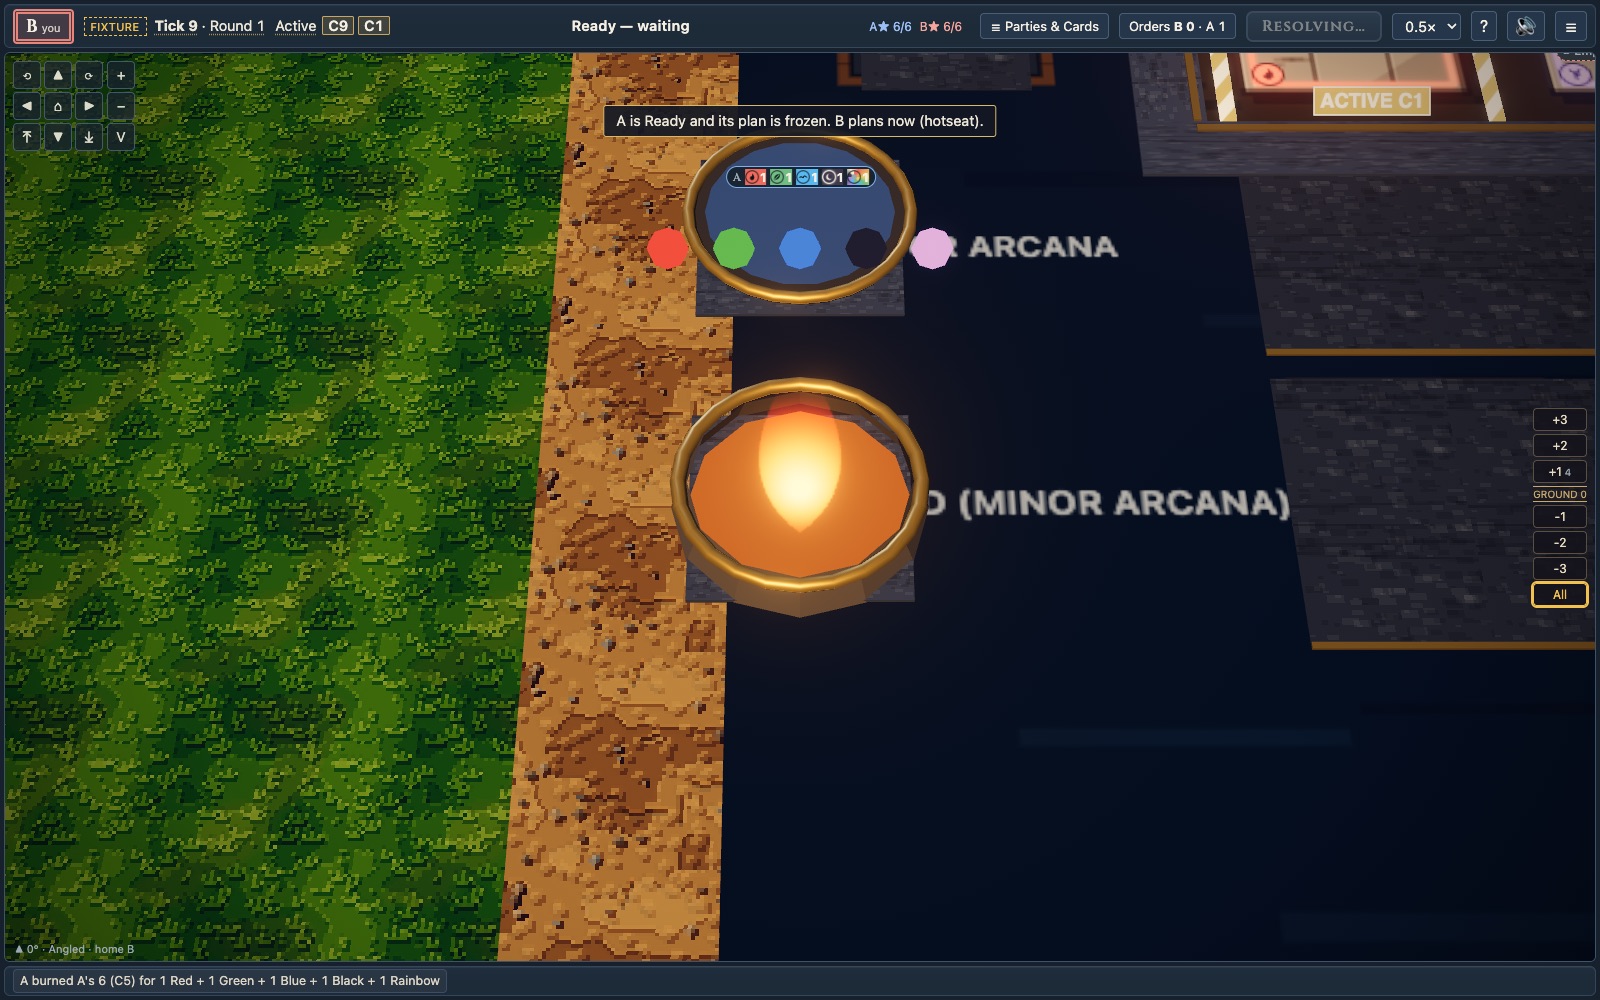 B you
FIXTURE
Tick 9 · Round 1 Active C9 C1
Ready — waiting
A★ 6/6 B★ 6/6
≡ Parties & Cards
Orders B 0 · A 1
RESOLVING…
0.5×
?
≡
ACTIVE C1
A is Ready and its plan is frozen. B plans now (hotseat).
A 1 1 1 1 1
R ARCANA
D (MINOR ARCANA)
V
+3
+2
+1 4
GROUND 0
-1
-2
-3
All
▲ 0° · Angled · home B
A burned A's 6 (C5) for 1 Red + 1 Green + 1 Blue + 1 Black + 1 Rainbow